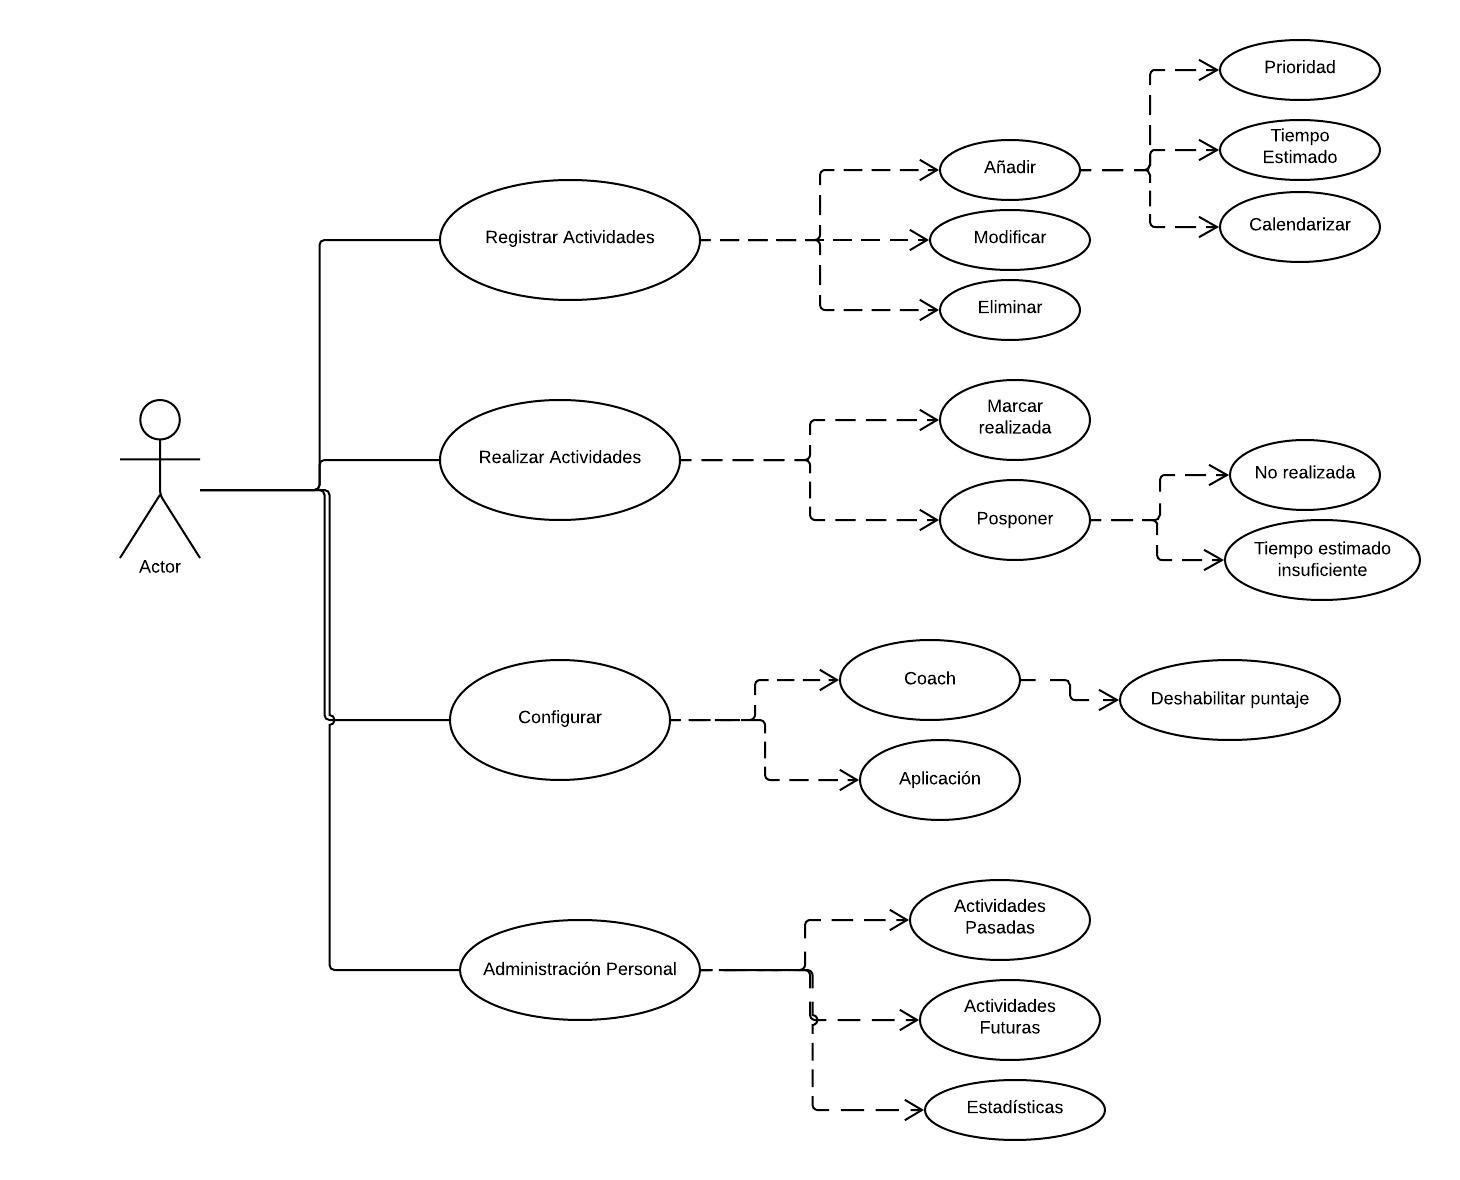 Prioridad
Tiempo
Estimado
Añadir
Calendarizar
Registrar Actividades
Modificar
Eliminar
Marcar
realizada
Realizar Actividades
No realizada
Posponer
Tiempo estimado
insuficiente
Actor
Coach
Deshabilitar puntaje
Configurar
Aplicación
Actividades
Pasadas
Administración Personal
Actividades
Futuras
Estadísticas